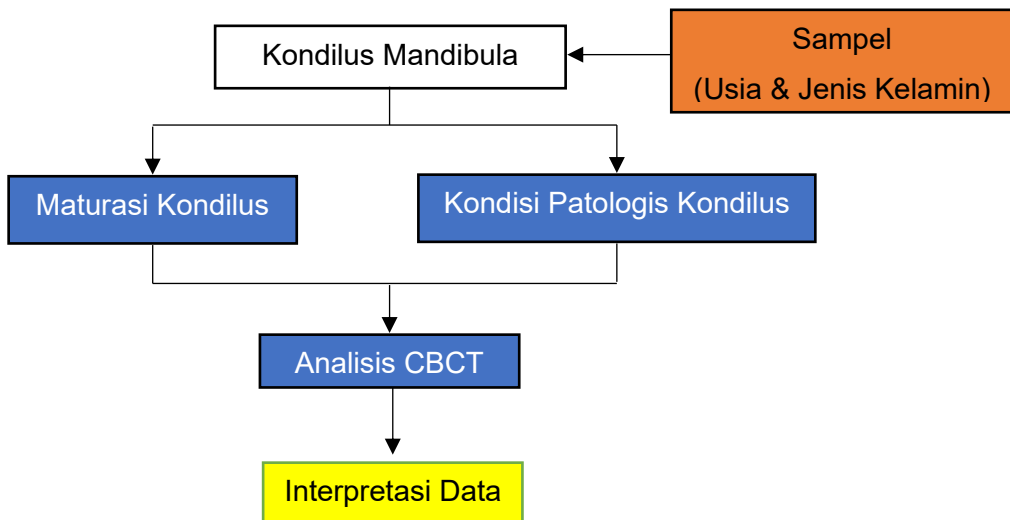 Kondilus Mandibula
Sampel
(Usia & Jenis Kelamin)
Maturasi Kondilus
Kondisi Patologis Kondilus
Analisis CBCT
Interpretasi Data